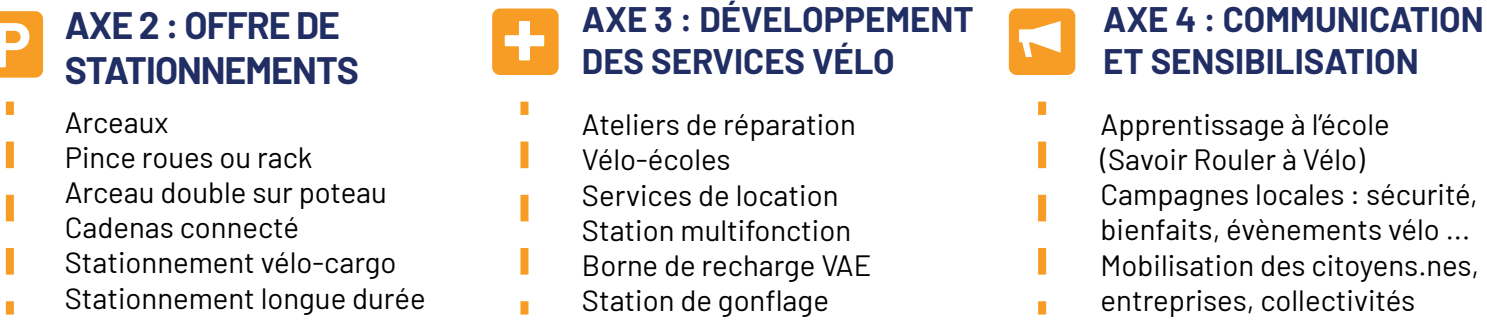 P
AXE 2 : OFFRE DE
STATIONNEMENTS
Arceaux
Pince roues ou rack
Arceau double sur poteau
Cadenas connecté
Stationnement vélo-cargo
Stationnement longue durée
AXE 3 : DÉVELOPPEMENT
DES SERVICES VÉLO
Ateliers de réparation
Vélo-écoles
Services de location
Station multifonction
Borne de recharge VAE
Station de gonflage
AXE 4 : COMMUNICATION
ET SENSIBILISATION
Apprentissage à l'école
(Savoir Rouler à Vélo)
Campagnes locales : sécurité,
bienfaits, évènements vélo ...
Mobilisation des citoyens.nes,
entreprises, collectivités